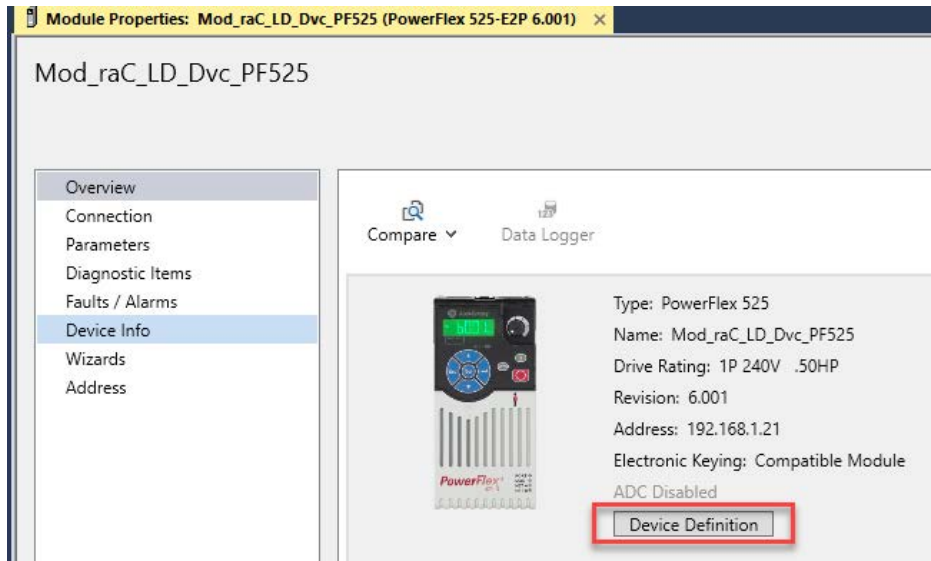 Module Properties: Mod_raC_LD_Dvc_PF525 (PowerFlex 525-E2P 6.001) ×
Mod_raC_LD_Dvc_PF525
Overview
Connection
Parameters
Diagnostic Items
Faults / Alarms
Device Info
Wizards
Address
Compare
Data Logger
Type: PowerFlex 525
Name: Mod_raC_LD_Dvc_PF525
Drive Rating: 1P 240V .50HP
Revision: 6.001
Address: 192.168.1.21
Electronic Keying: Compatible Module
ADC Disabled
Device Definition
PowerFlex